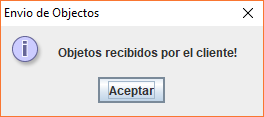 Envio de Objectos
Objetos recibidos por el cliente!
Aceptar